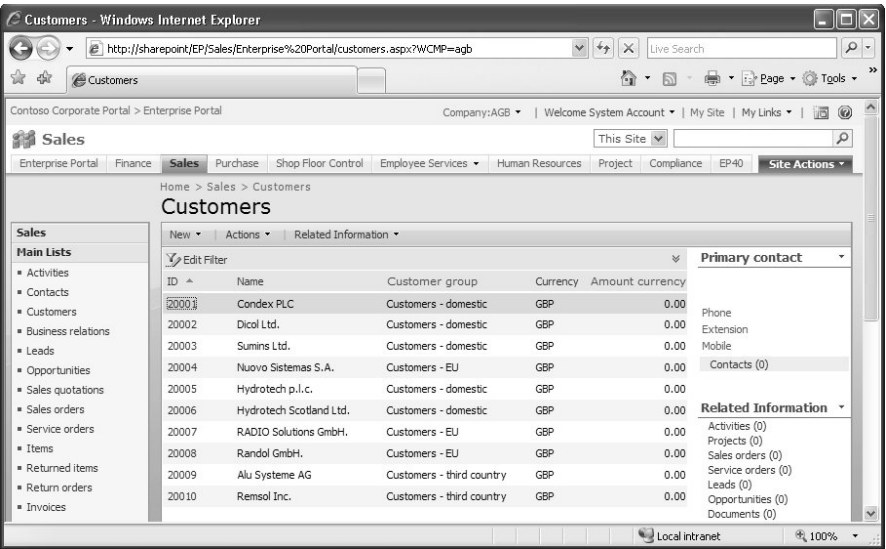 Customers - Windows Internet Explorer
http://sharepoint/EP/Sales/Enterprise%20Portal/customers.aspx?WCMP=agb
Live Search
Customers
Page
Tools
Contoso Corporate Portal > Enterprise Portal
Company:AGB | Welcome System Account | My Site | My Links |
Sales
This Site
Enterprise Portal Finance Sales Purchase Shop Floor Control Employee Services Human Resources Project Compliance EP40 Site Actions
Home > Sales > Customers
Customers
Sales
Main Lists
Activities
Contacts
Customers
Business relations
Leads
Opportunities
Sales quotations
Sales orders
Service orders
Items
Returned items
Return orders
Invoices
New | Actions | Related Information
Edit Filter
ID Name Customer group Currency Amount currency
20001 Condex PLC Customers - domestic GBP 0.00
20002 Dicol Ltd. Customers - domestic GBP 0.00
20003 Sumins Ltd. Customers - domestic GBP 0.00
20004 Nuovo Sistemas S.A. Customers - EU GBP 0.00
20005 Hydrotech p.l.c. Customers - domestic GBP 0.00
20006 Hydrotech Scotland Ltd. Customers - domestic GBP 0.00
20007 RADIO Solutions GmbH. Customers - EU GBP 0.00
20008 Randol GmbH. Customers - EU GBP 0.00
20009 Alu Systeme AG Customers - third country GBP 0.00
20010 Remsol Inc. Customers - third country GBP 0.00
Primary contact
Phone
Extension
Mobile
Contacts (0)
Related Information
Activities (0)
Projects (0)
Sales orders (0)
Service orders (0)
Leads (0)
Opportunities (0)
Documents (0)
Local intranet
100%